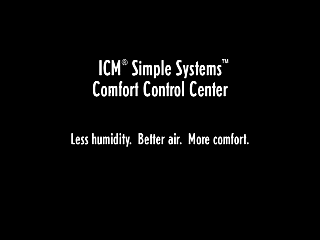 ICM® Simple Systems™
Comfort Control Center
Less humidity. Better air. More comfort.